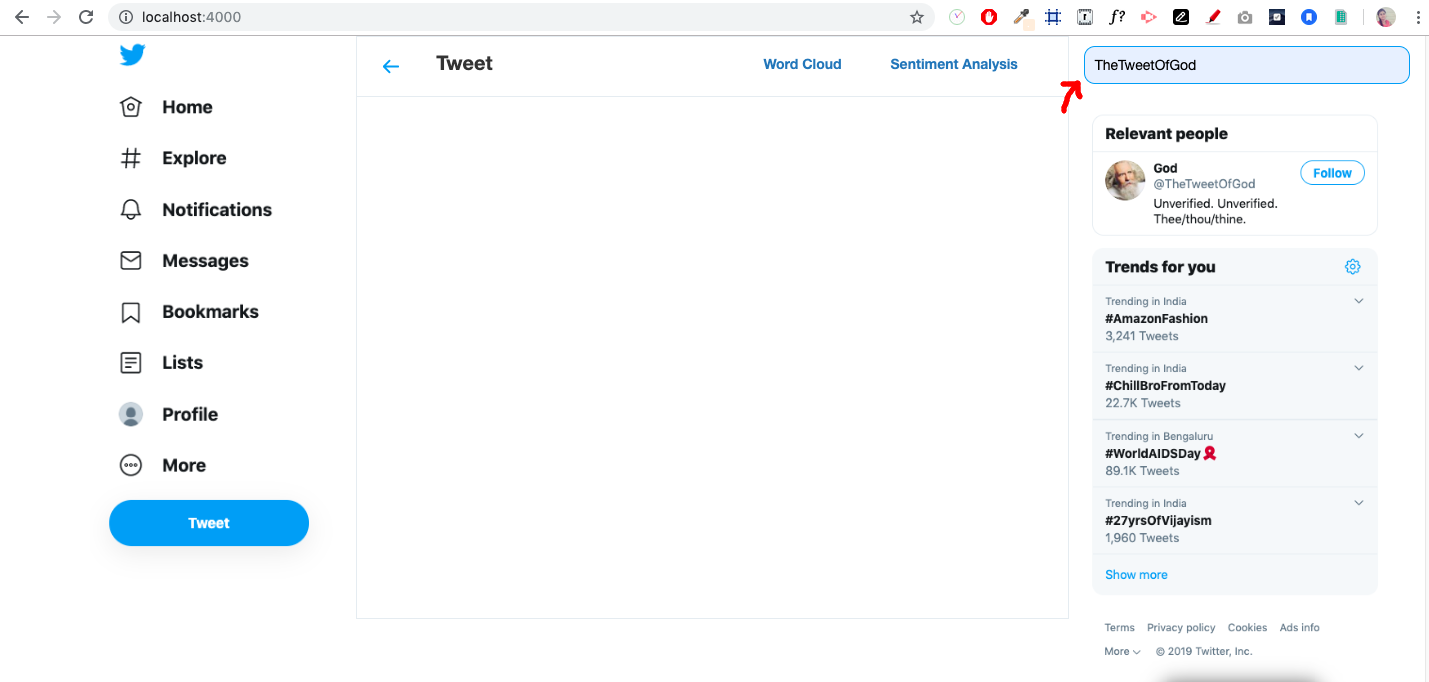 localhost:4000
f?
Home
Explore
Notifications
Messages
Bookmarks
Lists
Profile
More
Tweet
Tweet
Word Cloud
Sentiment Analysis
TheTweetOfGod
Relevant people
God
@TheTweetOfGod
Follow
Unverified. Unverified.
Thee/thou/thine.
Trends for you
Trending in India
#AmazonFashion
3,241 Tweets
Trending in India
#ChillBroFromToday
22.7K Tweets
Trending in Bengaluru
#WorldAIDSDay
89.1K Tweets
Trending in India
#27yrsOfVijayism
1,960 Tweets
Show more
Terms Privacy policy Cookies Ads info
More © 2019 Twitter, Inc.